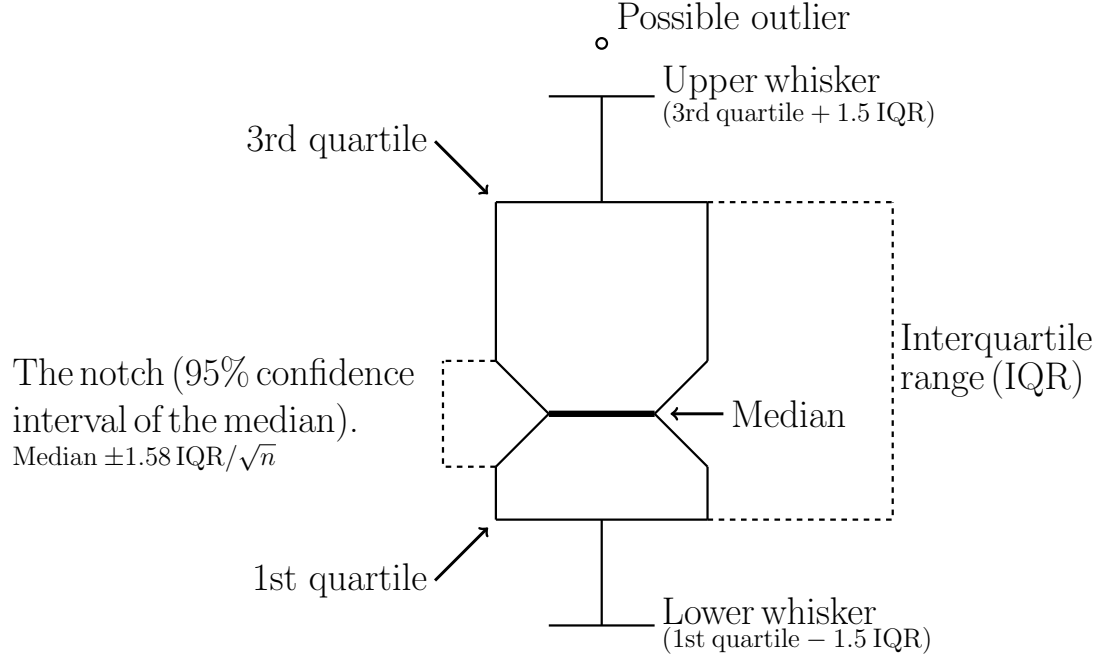 Possible outlier
Upper whisker
(3rd quartile + 1.5 IQR)
3rd quartile
Interquartile
range (IQR)
The notch (95% confidence
interval of the median).
Median ±1.58 IQR/√n
Median
1st quartile
Lower whisker
(1st quartile − 1.5 IQR)